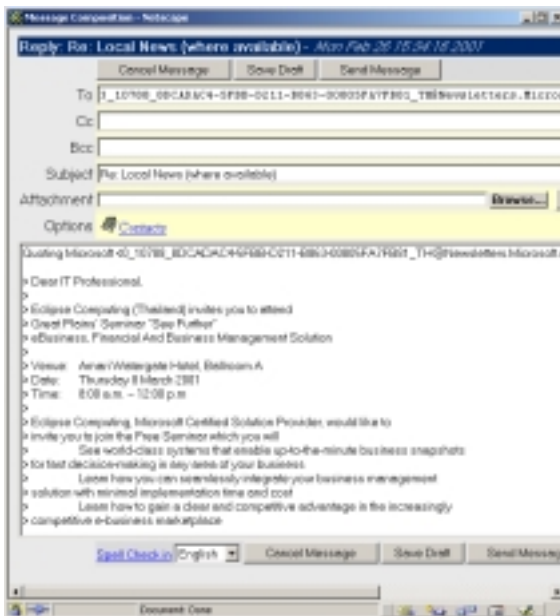 Message Composition - Netscape
Reply: Re: Local News (where available) - Mon Feb 26 15:54:16 2001
Cancel Message Save Draft Send Message
To
Cc
Bcc
Subject Re: Local News (where available)
Attachment Browse...
Options Contacts
Quoting Microsoft
> Dear IT Professional,
>
> Eclipse Computing (Thailand) invites you to attend
> Great Plains' Seminar "See Further"
> eBusiness, Financial And Business Management Solution
>
> Venue: Amari Watergate Hotel, Ballroom A
> Date: Thursday 8 March 2001
> Time: 8:00 a.m. – 12:00 p.m
>
> Eclipse Computing, Microsoft Certified Solution Provider, would like to
> invite you to join the Free Seminar which you will
> See world-class systems that enable up-to-the-minute business snapshots
> for fast decision-making in any area of your business
> Learn how you can seamlessly integrate your business management
> solution with minimal implementation time and cost
> Learn how to gain a clear and competitive advantage in the increasingly
> competitive e-business marketplace
Spell Check in English Cancel Message Save Draft Send Messag
Document: Done